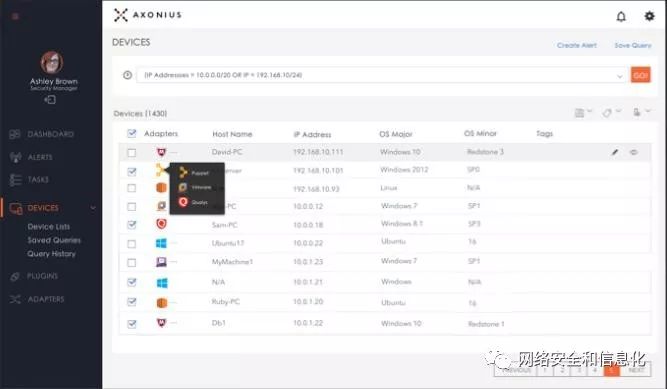 AXONIUS
Ashley Brown
Security Manager
DASHBOARD
ALERTS
TASKS
DEVICES
Device Lists
Saved Queries
Query History
PLUGINS
ADAPTERS
DEVICES
Create Alert
Save Query
(IP Addresses = 10.0.0.0/20 OR IP = 192.168.10/24)
GO!
Devices (1430)
Adapters Host Name IP Address OS Major OS Minor Tags
David-PC 192.168.10.111 Windows 10 Redstone 3
192.168.10.101 Windows 2012 SP0
192.168.10.93 Linux N/A
10.0.0.12 Windows 7 SP1
Puppet
VMware
Qualys
Sam-PC 10.0.0.18 Windows 8.1 SP3
Ubuntu17 10.0.0.22 Ubuntu 16
MyMachine1 10.0.1.23 Windows 7 SP1
N/A 10.0.1.21 Windows N/A
Ruby-PC 10.0.1.20 Ubuntu 16
Db1 10.0.1.22 Windows 10 Redstone 1
PREVIOUS 1 2 3 4 5 NEXT
网络安全和信息化